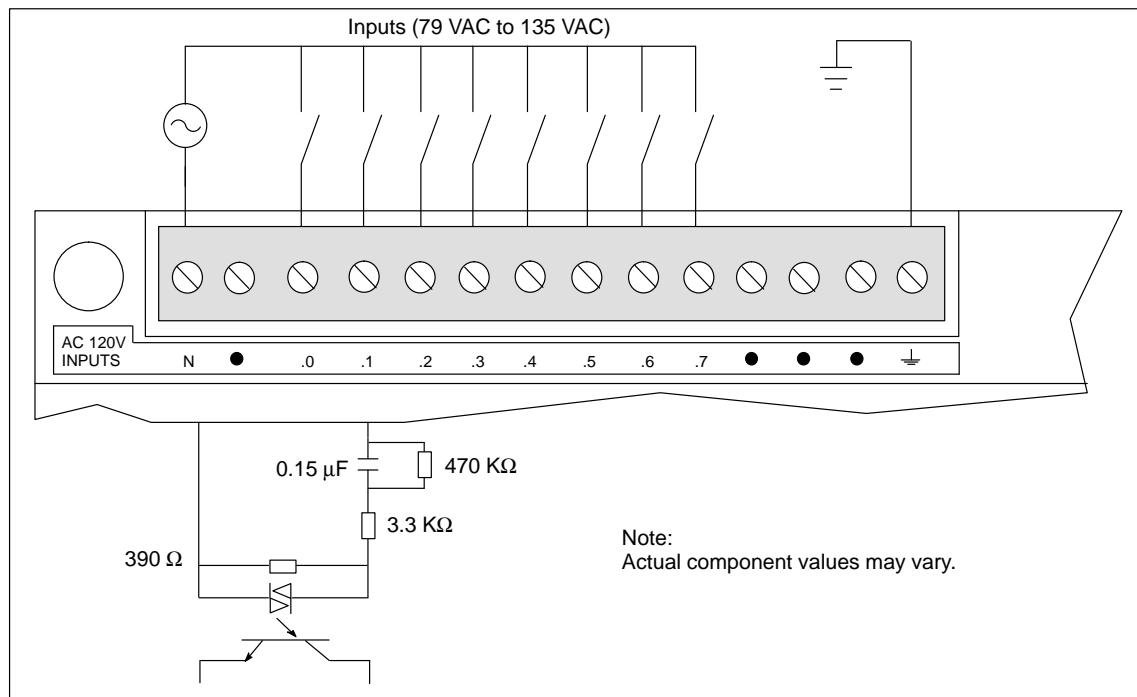 Inputs (79 VAC to 135 VAC)
AC 120V
INPUTS
N .0 .1 .2 .3 .4 .5 .6 .7
0.15 µF
470 KΩ
3.3 KΩ
390 Ω
Note:
Actual component values may vary.